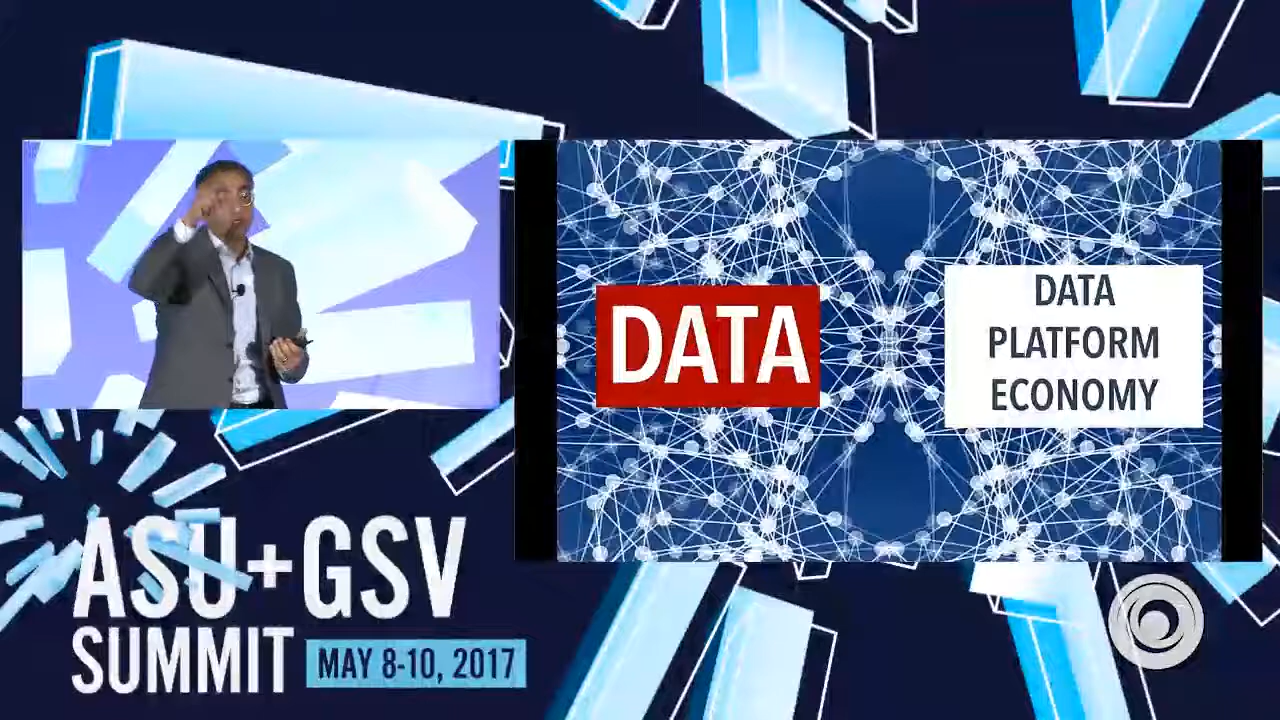 DATA
DATA
PLATFORM
ECONOMY
ASU+GSV
SUMMIT
MAY 8-10, 2017